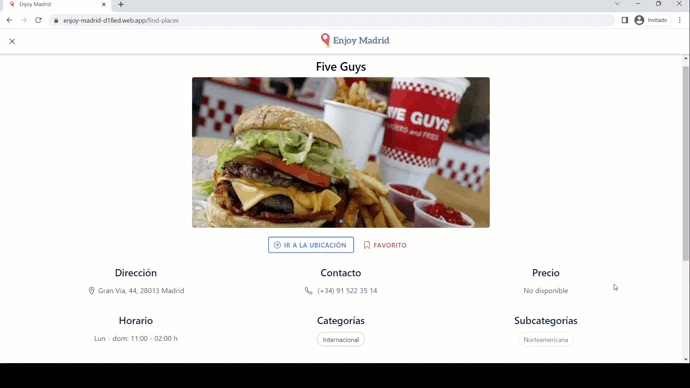 Enjoy Madrid
enjoy-madrid-d18ed.web.app/find-places
Invitado
Enjoy Madrid
Five Guys
FIVE GUYS
BURGERS and FRIES
IR A LA UBICACIÓN
FAVORITO
Dirección
Contacto
Precio
Gran Vía, 44, 28013 Madrid
(+34) 91 522 35 14
No disponible
Horario
Categorías
Subcategorías
Lun - dom: 11:00 - 02:00 h
Internacional
Norteamericana